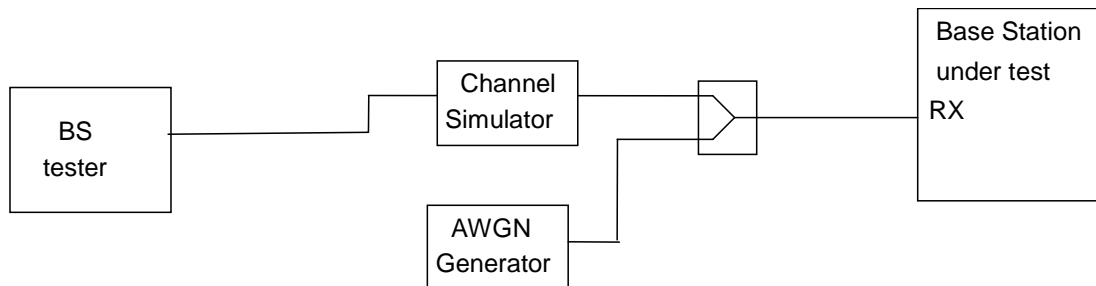 BS
tester
Channel
Simulator
AWGN
Generator
Base Station
under test
RX